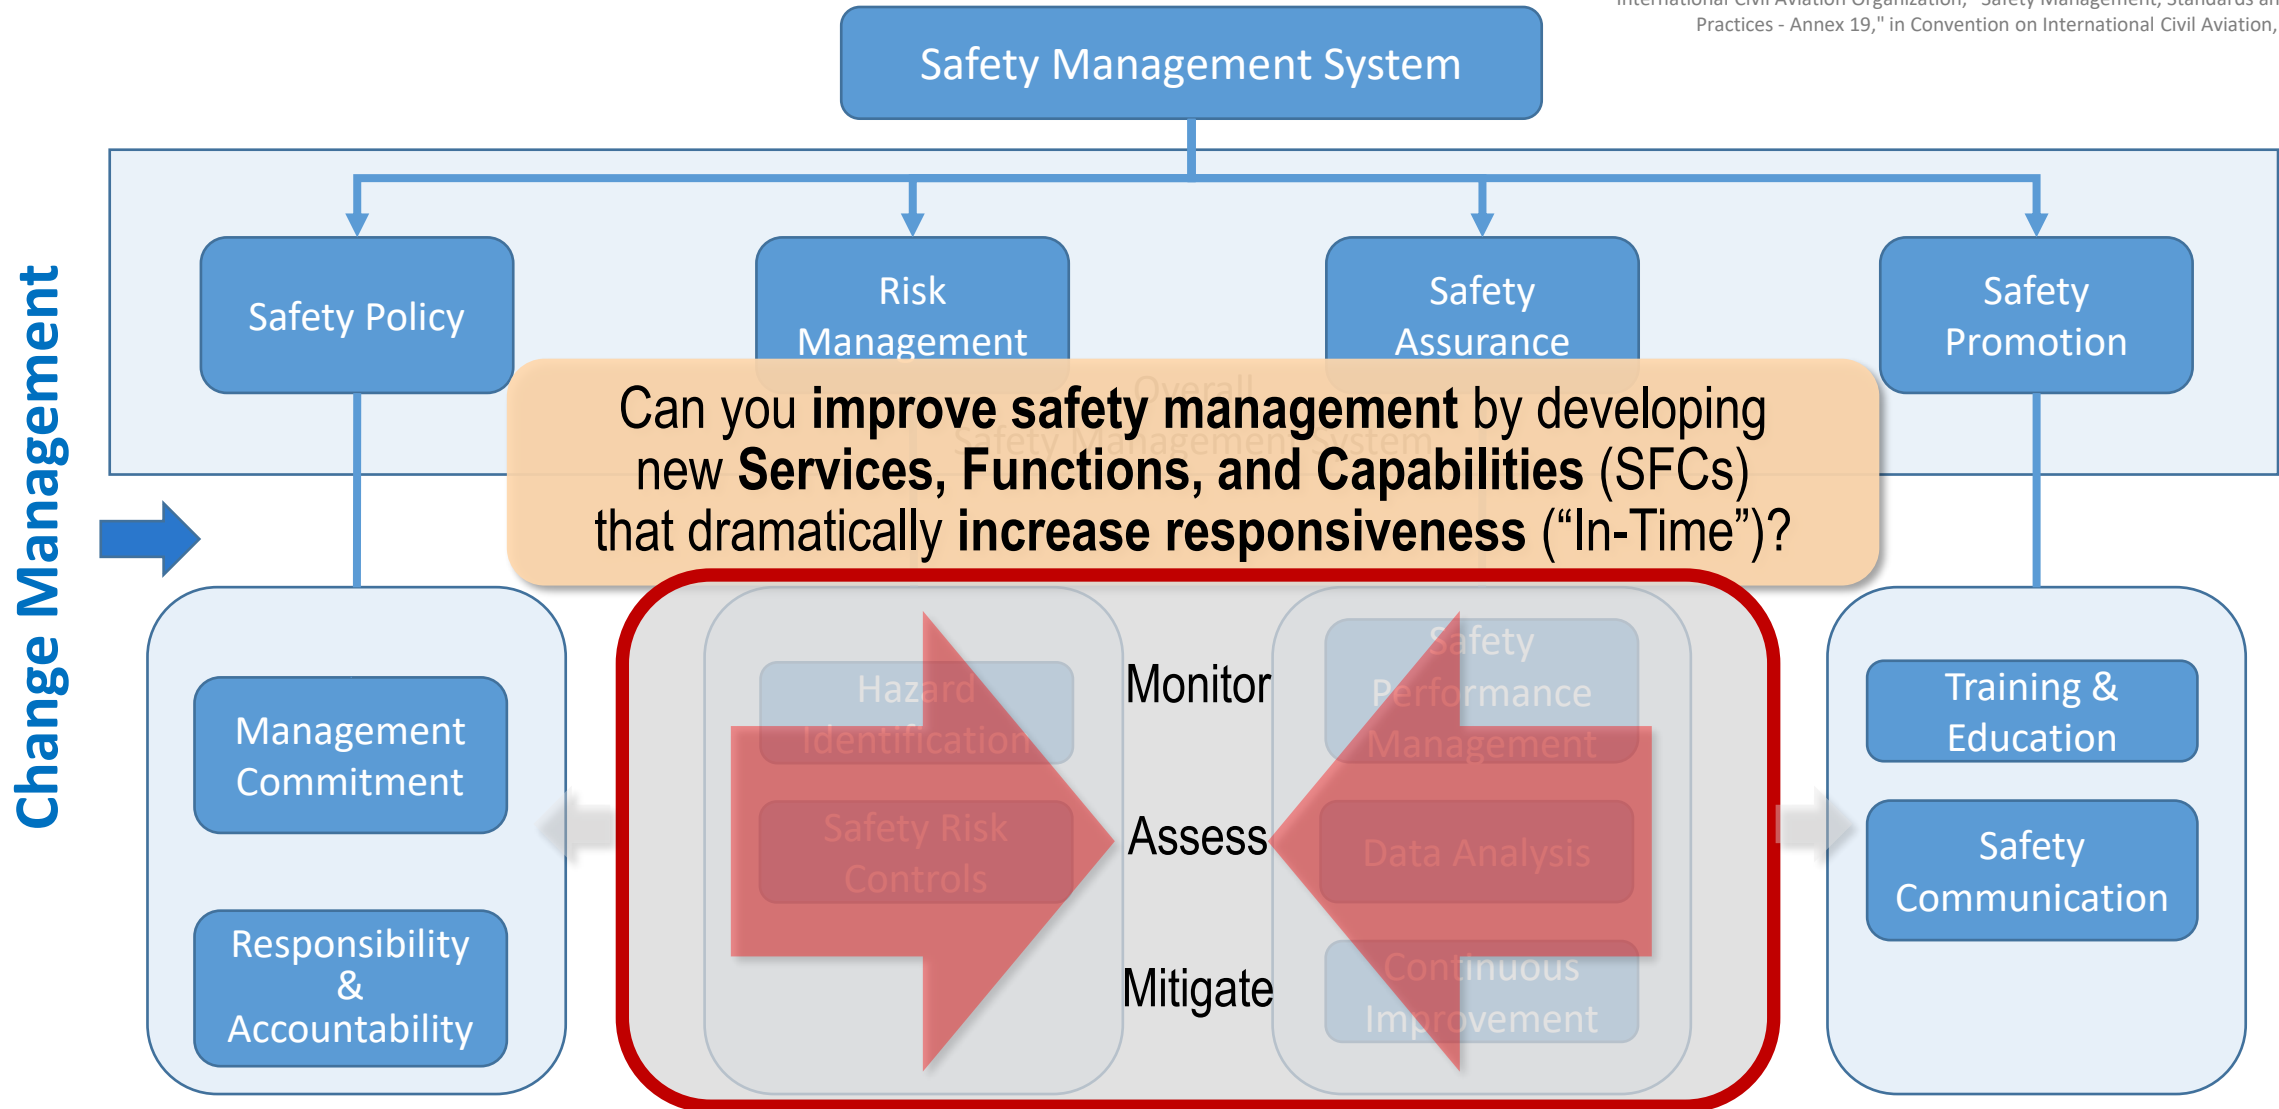 International Civil Aviation Organization, "Safety Management, Standards an
Practices - Annex 19," in Convention on International Civil Aviation,
Safety Management System
Change Management
Safety Policy
Risk
Management
Safety
Assurance
Safety
Promotion
Overall
Safety Management System
Can you improve safety management by developing
new Services, Functions, and Capabilities (SFCs)
that dramatically increase responsiveness (“In-Time”)?
Management
Commitment
Responsibility
&
Accountability
Hazard
Identification
Safety Risk
Controls
Monitor
Assess
Mitigate
Safety
Performance
Management
Data Analysis
Continuous
Improvement
Training &
Education
Safety
Communication